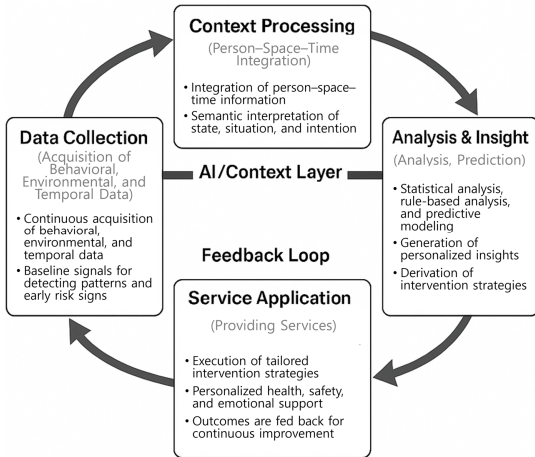 Context Processing
(Person–Space–Time
Integration)
• Integration of person–space–
time information
• Semantic interpretation of
state, situation, and intention
Data Collection
(Acquisition of
Behavioral,
Environmental, and
Temporal Data)
• Continuous acquisition
of behavioral,
environmental, and
temporal data
• Baseline signals for
detecting patterns and
early risk signs
AI/Context Layer
Analysis & Insight
(Analysis, Prediction)
• Statistical analysis,
rule-based analysis,
and predictive
modeling
• Generation of
personalized insights
• Derivation of
intervention strategies
Feedback Loop
Service Application
(Providing Services)
• Execution of tailored
intervention strategies
• Personalized health, safety,
and emotional support
• Outcomes are fed back for
continuous improvement